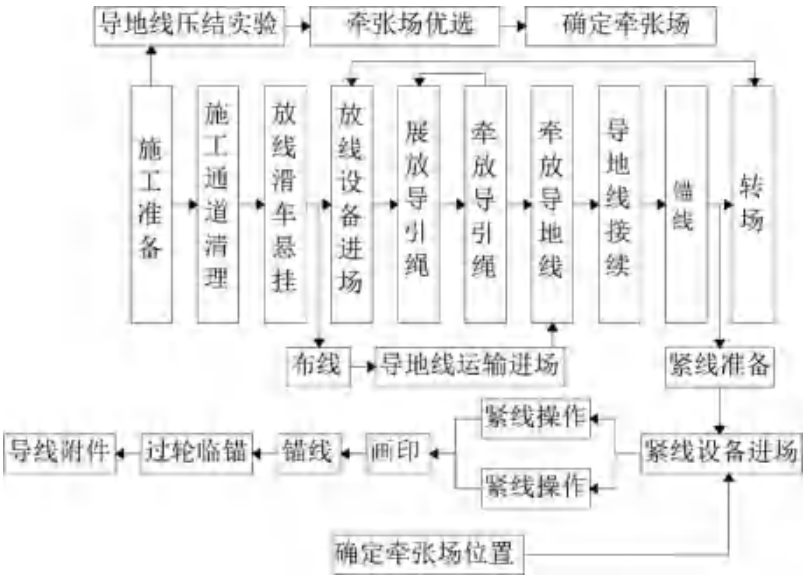 导地线压结实验
牵张场优选
确定牵张场
施工准备
施工通道清理
放线滑车悬挂
放线设备进场
展放导引绳
牵放导引绳
牵放导地线
导地线接续
锚线
转场
布线
导地线运输进场
紧线准备
导线附件
过轮临锚
锚线
画印
紧线操作
紧线操作
紧线设备进场
确定牵张场位置